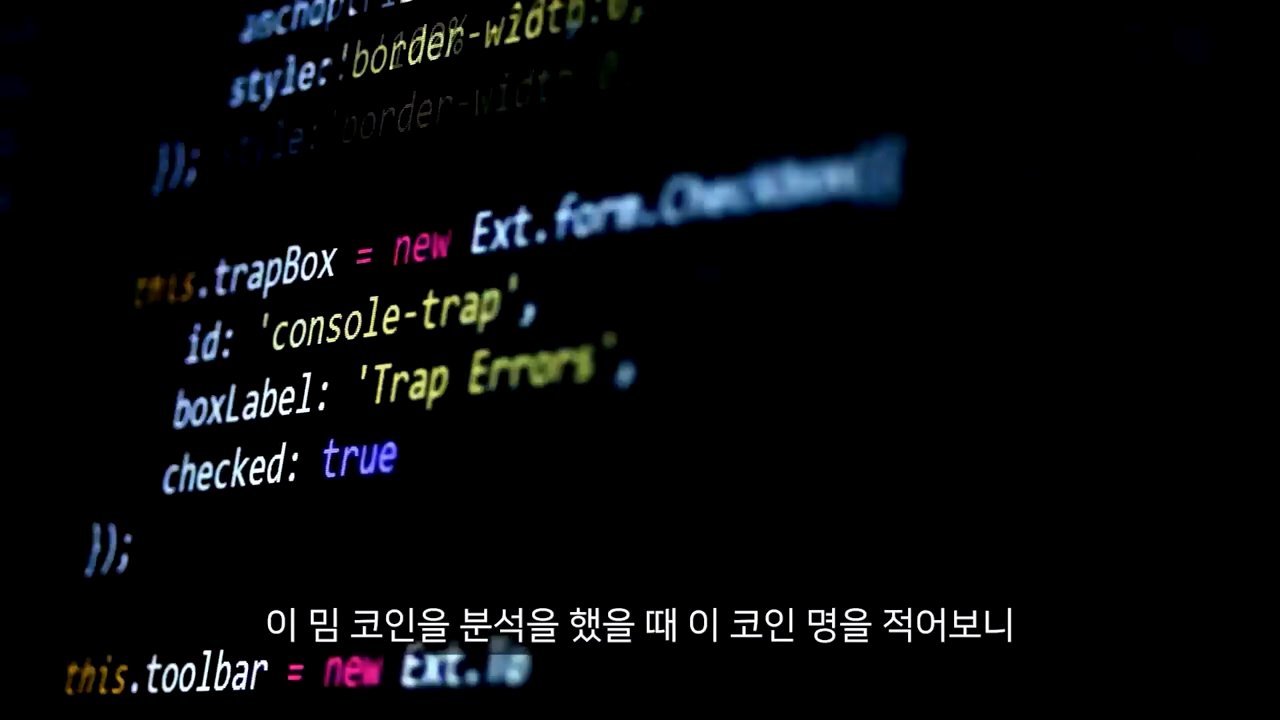 style:'border-width:0,
});
this.trapBox = new Ext.form.Checkbox({
id: 'console-trap',
boxLabel: 'Trap Errors',
checked: true
});
이 밈 코인을 분석을 했을 때 이 코인 명을 적어보니
this.toolbar = new